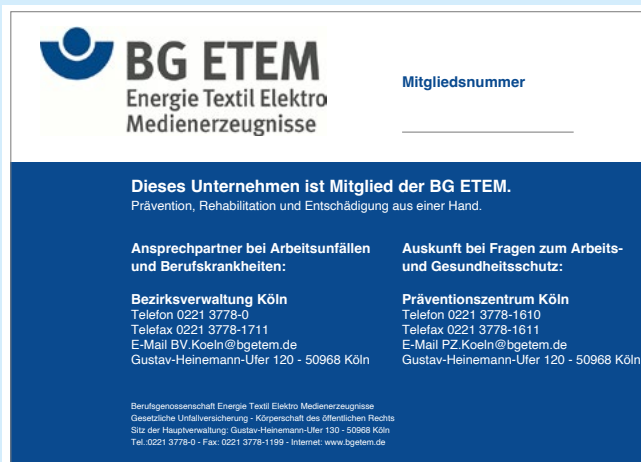 BG ETEM
Energie Textil Elektro
Medienerzeugnisse
Mitgliedsnummer
Dieses Unternehmen ist Mitglied der BG ETEM.
Prävention, Rehabilitation und Entschädigung aus einer Hand.
Ansprechpartner bei Arbeitsunfällen
und Berufskrankheiten:
Bezirksverwaltung Köln
Telefon 0221 3778-0
Telefax 0221 3778-1711
E-Mail BV.Koeln@bgetem.de
Gustav-Heinemann-Ufer 120 - 50968 Köln
Auskunft bei Fragen zum Arbeits-
und Gesundheitsschutz:
Präventionszentrum Köln
Telefon 0221 3778-1610
Telefax 0221 3778-1611
E-Mail PZ.Koeln@bgetem.de
Gustav-Heinemann-Ufer 120 - 50968 Köln
Berufsgenossenschaft Energie Textil Elektro Medienerzeugnisse
Gesetzliche Unfallversicherung - Körperschaft des öffentlichen Rechts
Sitz der Hauptverwaltung: Gustav-Heinemann-Ufer 130 - 50968 Köln
Tel.:0221 3778-0 - Fax: 0221 3778-1199 - Internet: www.bgetem.de